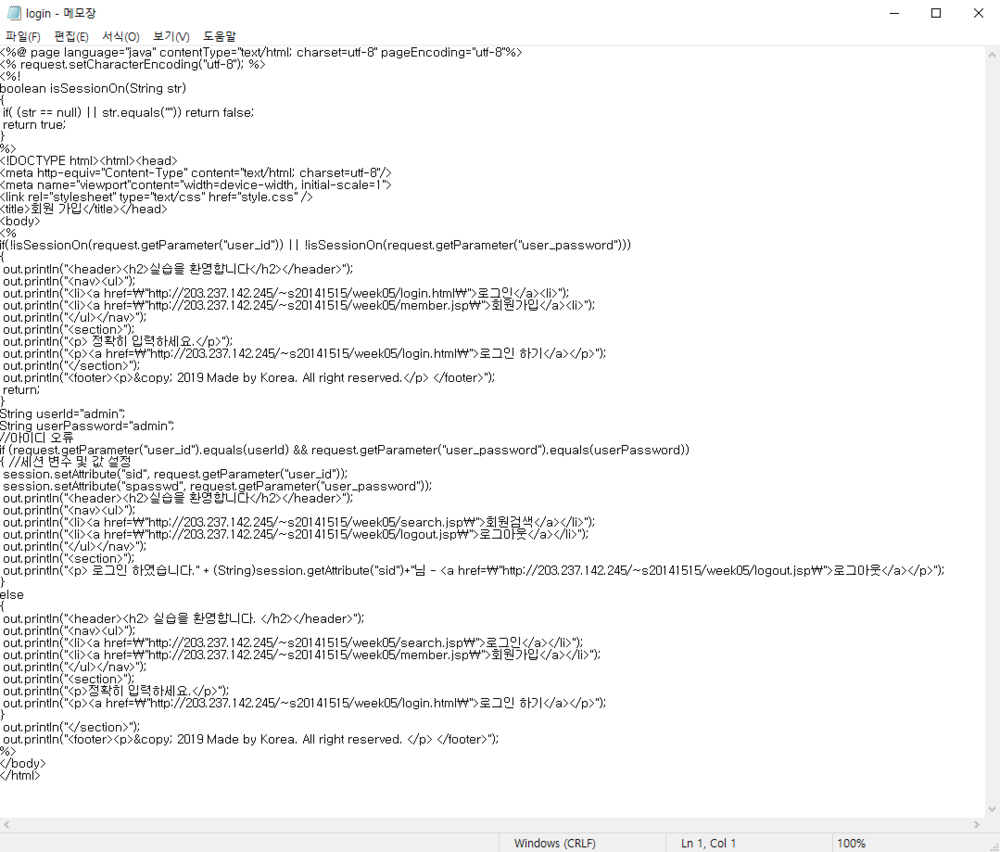 login - 메모장
파일(F) 편집(E) 서식(O) 보기(V) 도움말
<%@ page language="java" contentType="text/html; charset=utf-8" pageEncoding="utf-8"%>
<% request.setCharacterEncoding("utf-8"); %>
<%!
boolean isSessionOn(String str)
{
 if( (str == null) || str.equals("")) return false;
 return true;
}
%>
<!DOCTYPE html><html><head>
<meta http-equiv="Content-Type" content="text/html; charset=utf-8"/>
<meta name="viewport"content="width=device-width, initial-scale=1">
<link rel="stylesheet" type="text/css" href="style.css" />
<title>회원 가입</title></head>
<body>
<%
if(!isSessionOn(request.getParameter("user_id")) || !isSessionOn(request.getParameter("user_password")))
{
 out.println("<header><h2>실습을 환영합니다</h2></header>");
 out.println("<nav><ul>");
 out.println("<li><a href=₩"http://203.237.142.245/~s20141515/week05/login.html₩">로그인</a><li>");
 out.println("<li><a href=₩"http://203.237.142.245/~s20141515/week05/member.jsp₩">회원가입</a><li>");
 out.println("</ul></nav>");
 out.println("<section>");
 out.println("<p> 정확히 입력하세요.</p>");
 out.println("<p><a href=₩"http://203.237.142.245/~s20141515/week05/login.html₩">로그인 하기</a></p>");
 out.println("</section>");
 out.println("<footer><p>&copy; 2019 Made by Korea. All right reserved.</p> </footer>");
 return;
}
String userId="admin";
String userPassword="admin";
//아이디 오류
if (request.getParameter("user_id").equals(userId) && request.getParameter("user_password").equals(userPassword))
{ //세션 변수 및 값 설정
 session.setAttribute("sid", request.getParameter("user_id"));
 session.setAttribute("spasswd", request.getParameter("user_password"));
 out.println("<header><h2>실습을 환영합니다</h2></header>");
 out.println("<nav><ul>");
 out.println("<li><a href=₩"http://203.237.142.245/~s20141515/week05/search.jsp₩">회원검색</a></li>");
 out.println("<li><a href=₩"http://203.237.142.245/~s20141515/week05/logout.jsp₩">로그아웃</a></li>");
 out.println("</ul></nav>");
 out.println("<section>");
 out.println("<p> 로그인 하였습니다." + (String)session.getAttribute("sid")+"님 - <a href=₩"http://203.237.142.245/~s20141515/week05/logout.jsp₩">로그아웃</a></p>");
}
else
{
 out.println("<header><h2> 실습을 환영합니다. </h2></header>");
 out.println("<nav><ul>");
 out.println("<li><a href=₩"http://203.237.142.245/~s20141515/week05/search.jsp₩">로그인</a></li>");
 out.println("<li><a href=₩"http://203.237.142.245/~s20141515/week05/member.jsp₩">회원가입</a></li>");
 out.println("</ul></nav>");
 out.println("<section>");
 out.println("<p>정확히 입력하세요.</p>");
 out.println("<p><a href=₩"http://203.237.142.245/~s20141515/week05/login.html₩">로그인 하기</a></p>");
}
 out.println("</section>");
 out.println("<footer><p>&copy; 2019 Made by Korea. All right reserved. </p> </footer>");
%>
</body>
</html>
Windows (CRLF) Ln 1, Col 1 100%